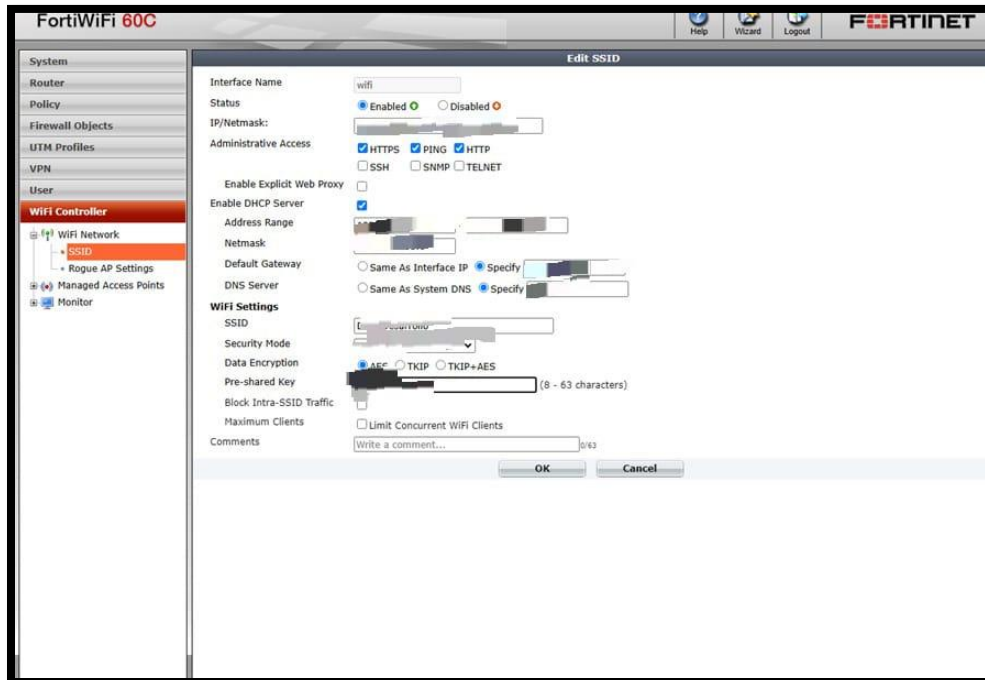 FortiWiFi 60C
Help Wizard Logout
FORTINET
System
Router
Policy
Firewall Objects
UTM Profiles
VPN
User
WiFi Controller
WiFi Network
SSID
Rogue AP Settings
Managed Access Points
Monitor
Edit SSID
Interface Name wifi
Status Enabled Disabled
IP/Netmask:
Administrative Access HTTPS PING HTTP
SSH SNMP TELNET
Enable Explicit Web Proxy
Enable DHCP Server
Address Range
Netmask
Default Gateway Same As Interface IP Specify
DNS Server Same As System DNS Specify
WiFi Settings
SSID
Security Mode
Data Encryption AES TKIP TKIP+AES
Pre-shared Key (8 - 63 characters)
Block Intra-SSID Traffic
Maximum Clients Limit Concurrent WiFi Clients
Comments Write a comment... 0/63
OK Cancel